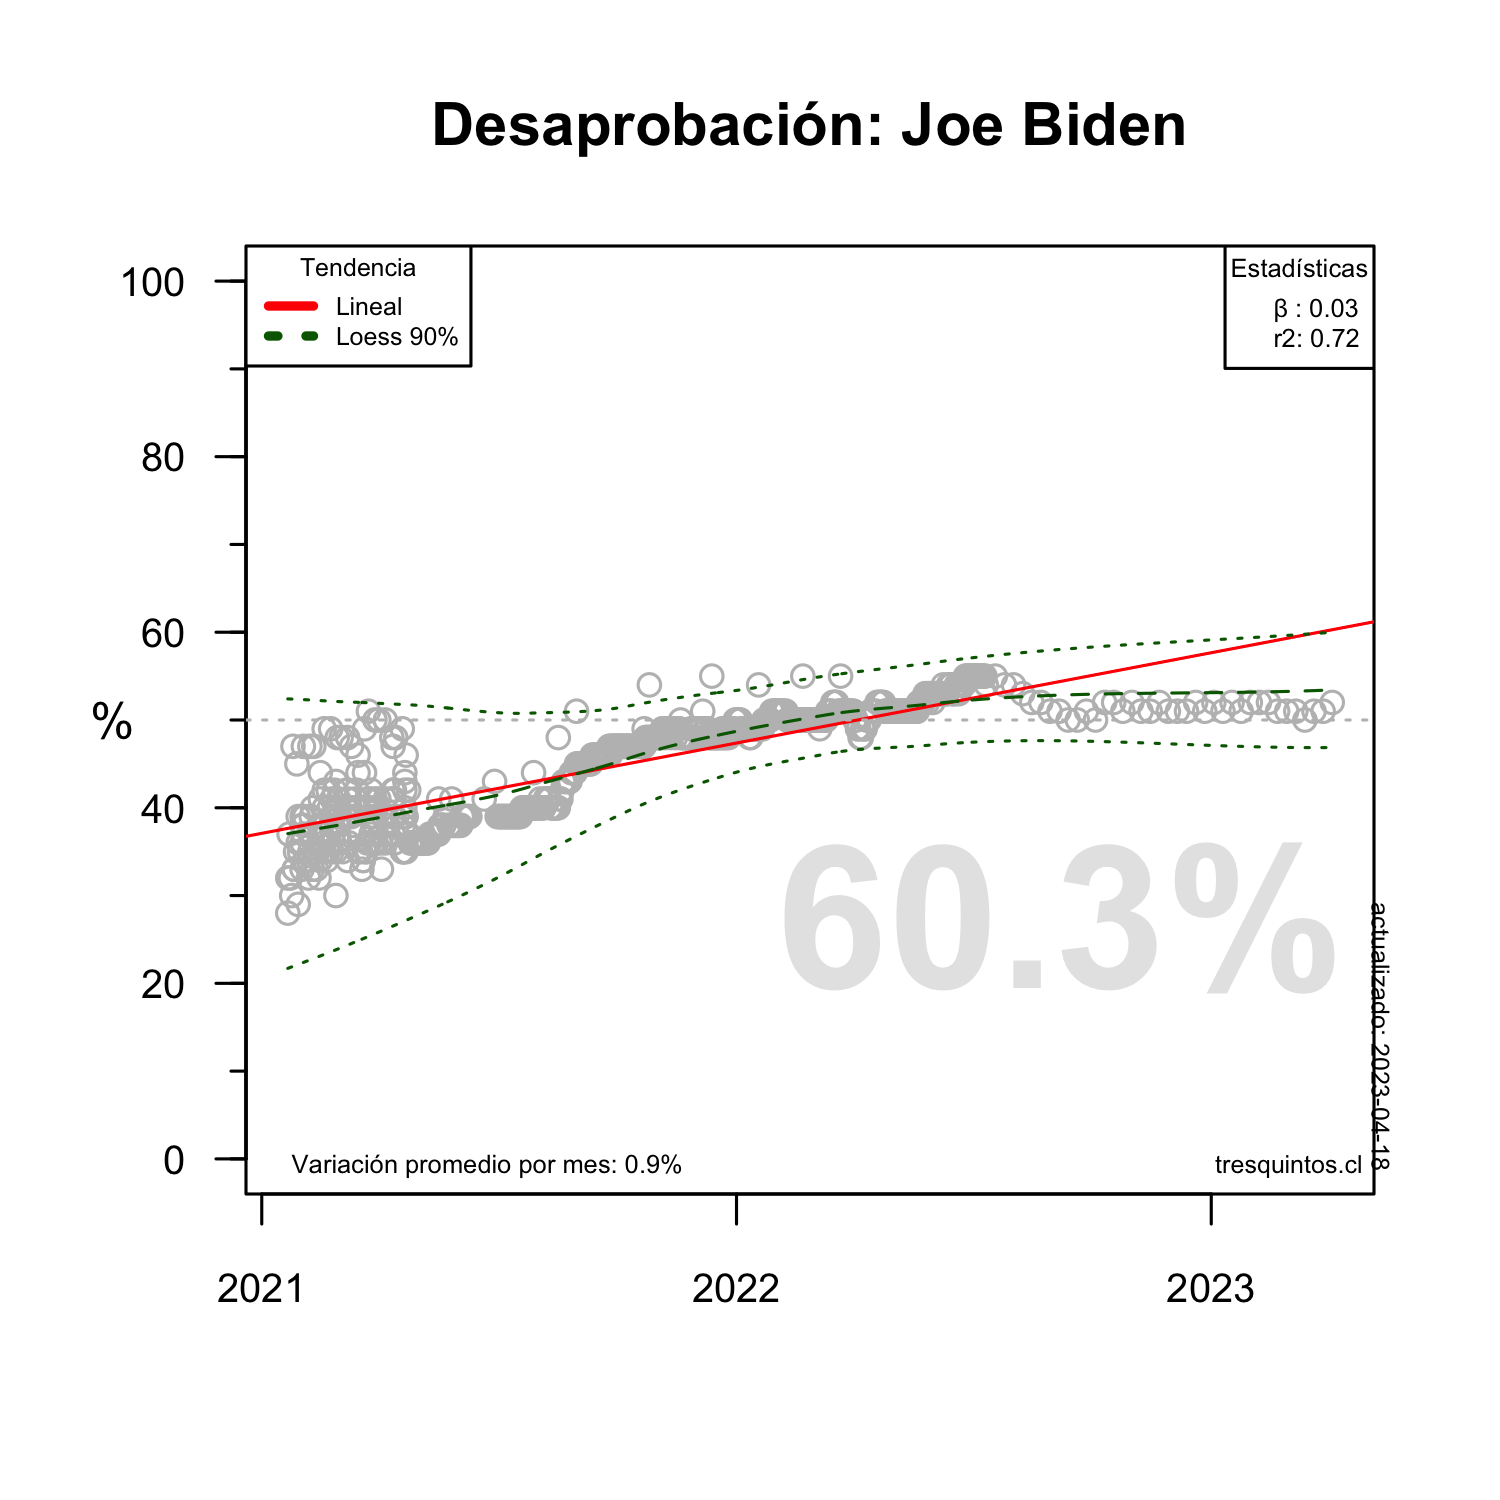 Desaprobación: Joe Biden
Tendencia
Lineal
Loess 90%
Estadísticas
β : 0.03
r2: 0.72
100
80
60
40
20
0
%
60.3%
actualizado: 2023-04-18
Variación promedio por mes: 0.9%
tresquintos.cl
2021
2022
2023